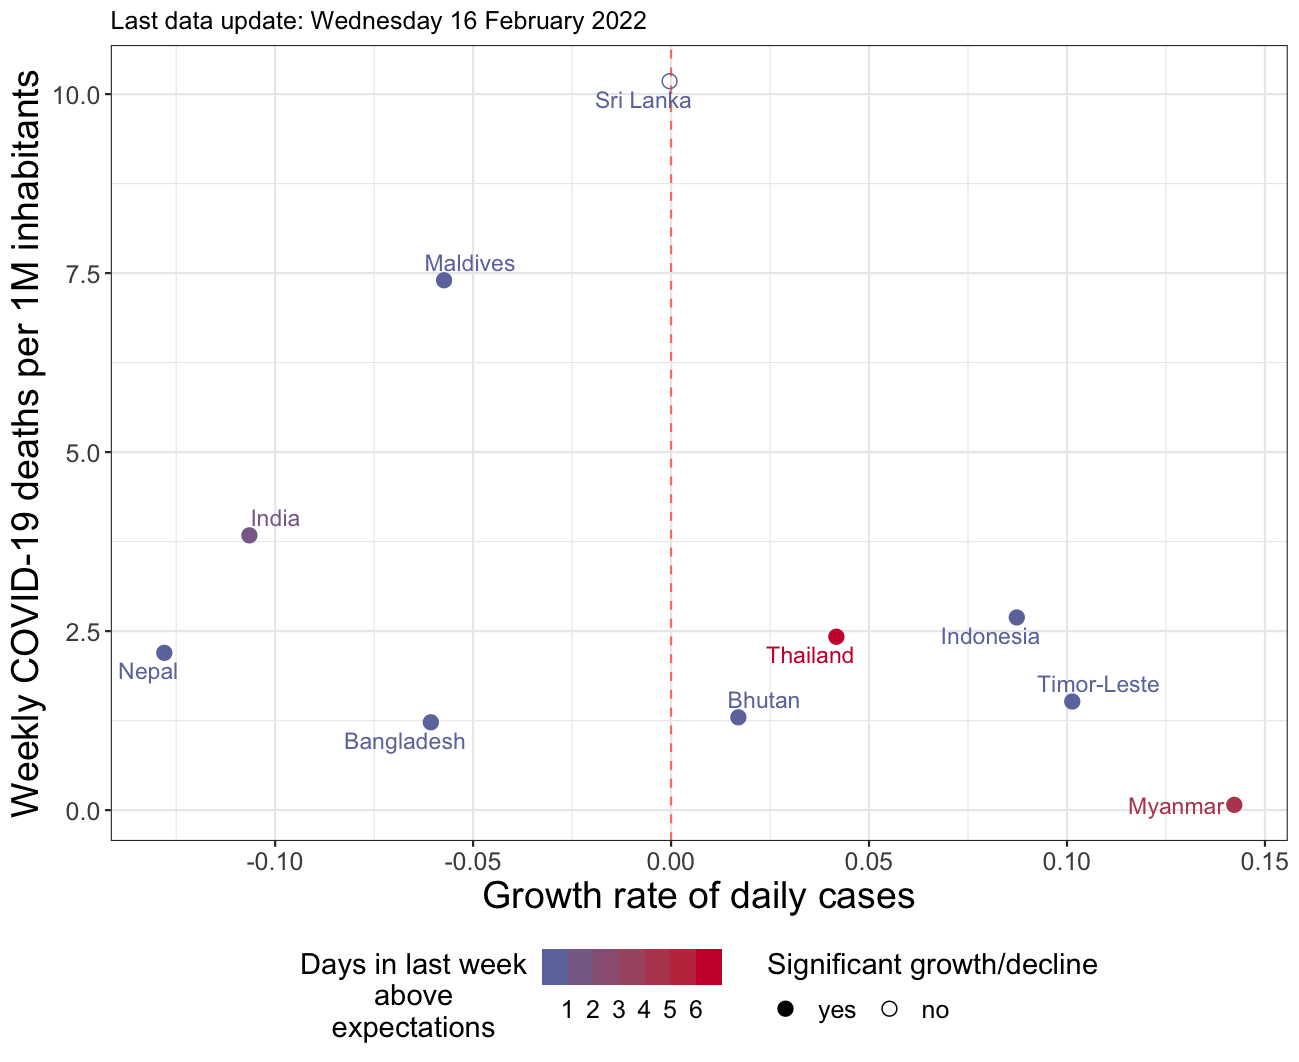 Last data update: Wednesday 16 February 2022
Weekly COVID-19 deaths per 1M inhabitants
10.0
7.5
5.0
2.5
0.0
Sri Lanka
Maldives
India
Indonesia
Thailand
Nepal
Timor-Leste
Bhutan
Bangladesh
Myanmar
-0.10 -0.05 0.00 0.05 0.10 0.15
Growth rate of daily cases
Days in last week
above
expectations
1 2 3 4 5 6
Significant growth/decline
yes no